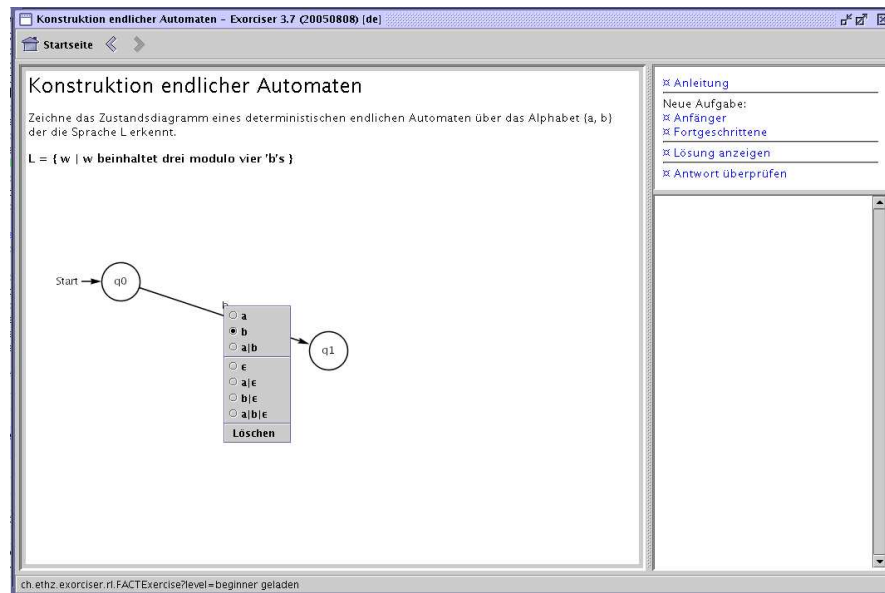 Konstruktion endlicher Automaten – Exorciser 3.7 (20050808) [de]
Startseite
Konstruktion endlicher Automaten
Zeichne das Zustandsdiagramm eines deterministischen endlichen Automaten über das Alphabet {a, b}
der die Sprache L erkennt.
L = { w | w beinhaltet drei modulo vier 'b's }
Start
q0
b
a
b
a|b
ϵ
a|ϵ
b|ϵ
a|b|ϵ
Löschen
q1
Anleitung
Neue Aufgabe:
Anfänger
Fortgeschrittene
Lösung anzeigen
Antwort überprüfen
ch.ethz.exorciser.rl.FACTExercise?level=beginner geladen